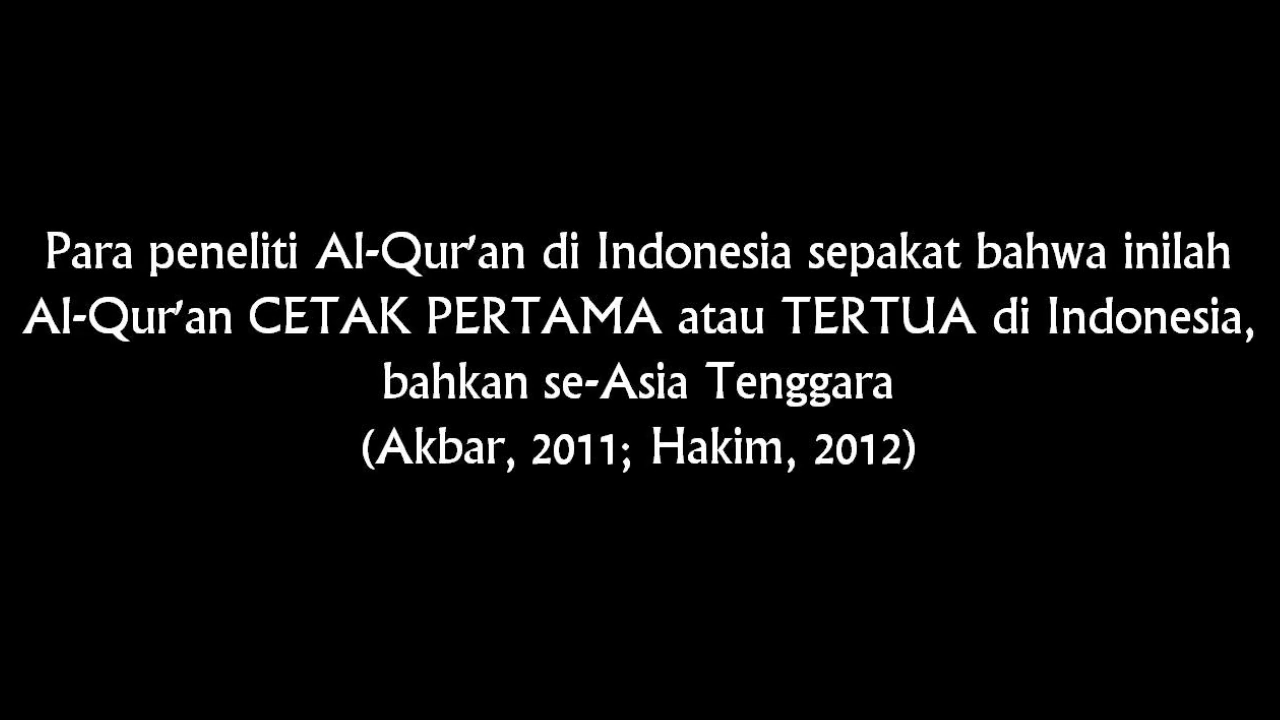 Para peneliti Al-Qur'an di Indonesia sepakat bahwa inilah
Al-Qur'an CETAK PERTAMA atau TERTUA di Indonesia,
bahkan se-Asia Tenggara
(Akbar, 2011; Hakim, 2012)